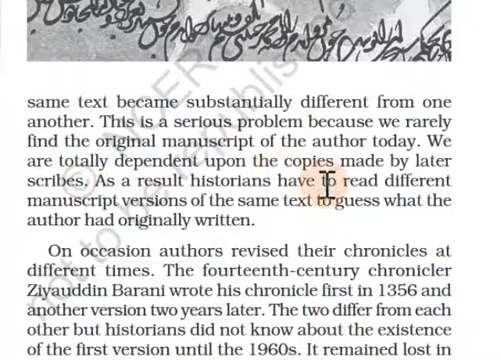 same text became substantially different from one
another. This is a serious problem because we rarely
find the original manuscript of the author today. We
are totally dependent upon the copies made by later
scribes. As a result historians have to read different
manuscript versions of the same text to guess what the
author had originally written.
On occasion authors revised their chronicles at
different times. The fourteenth-century chronicler
Ziyauddin Barani wrote his chronicle first in 1356 and
another version two years later. The two differ from each
other but historians did not know about the existence
of the first version until the 1960s. It remained lost in
© NCERT
not to be republished